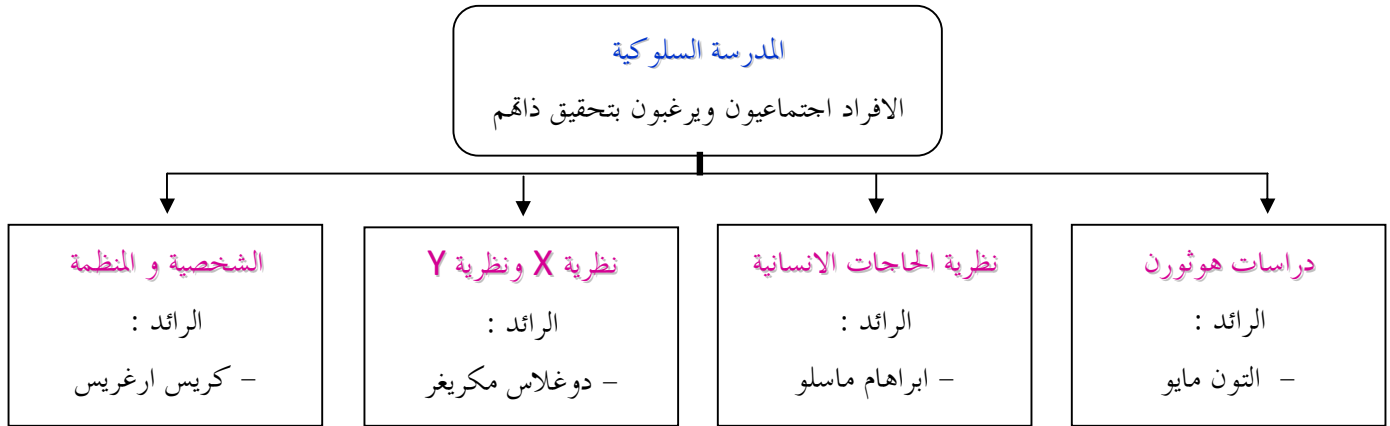 المدرسة السلوكية
الافراد اجتماعيون ويرغبون بتحقيق ذاتهم
دراسات هوثورن
الرائد :
– التون مايو
نظرية الحاجات الانسانية
الرائد :
– ابراهام ماسلو
نظرية X ونظرية Y
الرائد :
– دوغلاس مكريغر
الشخصية و المنظمة
الرائد :
– كريس ارغريس